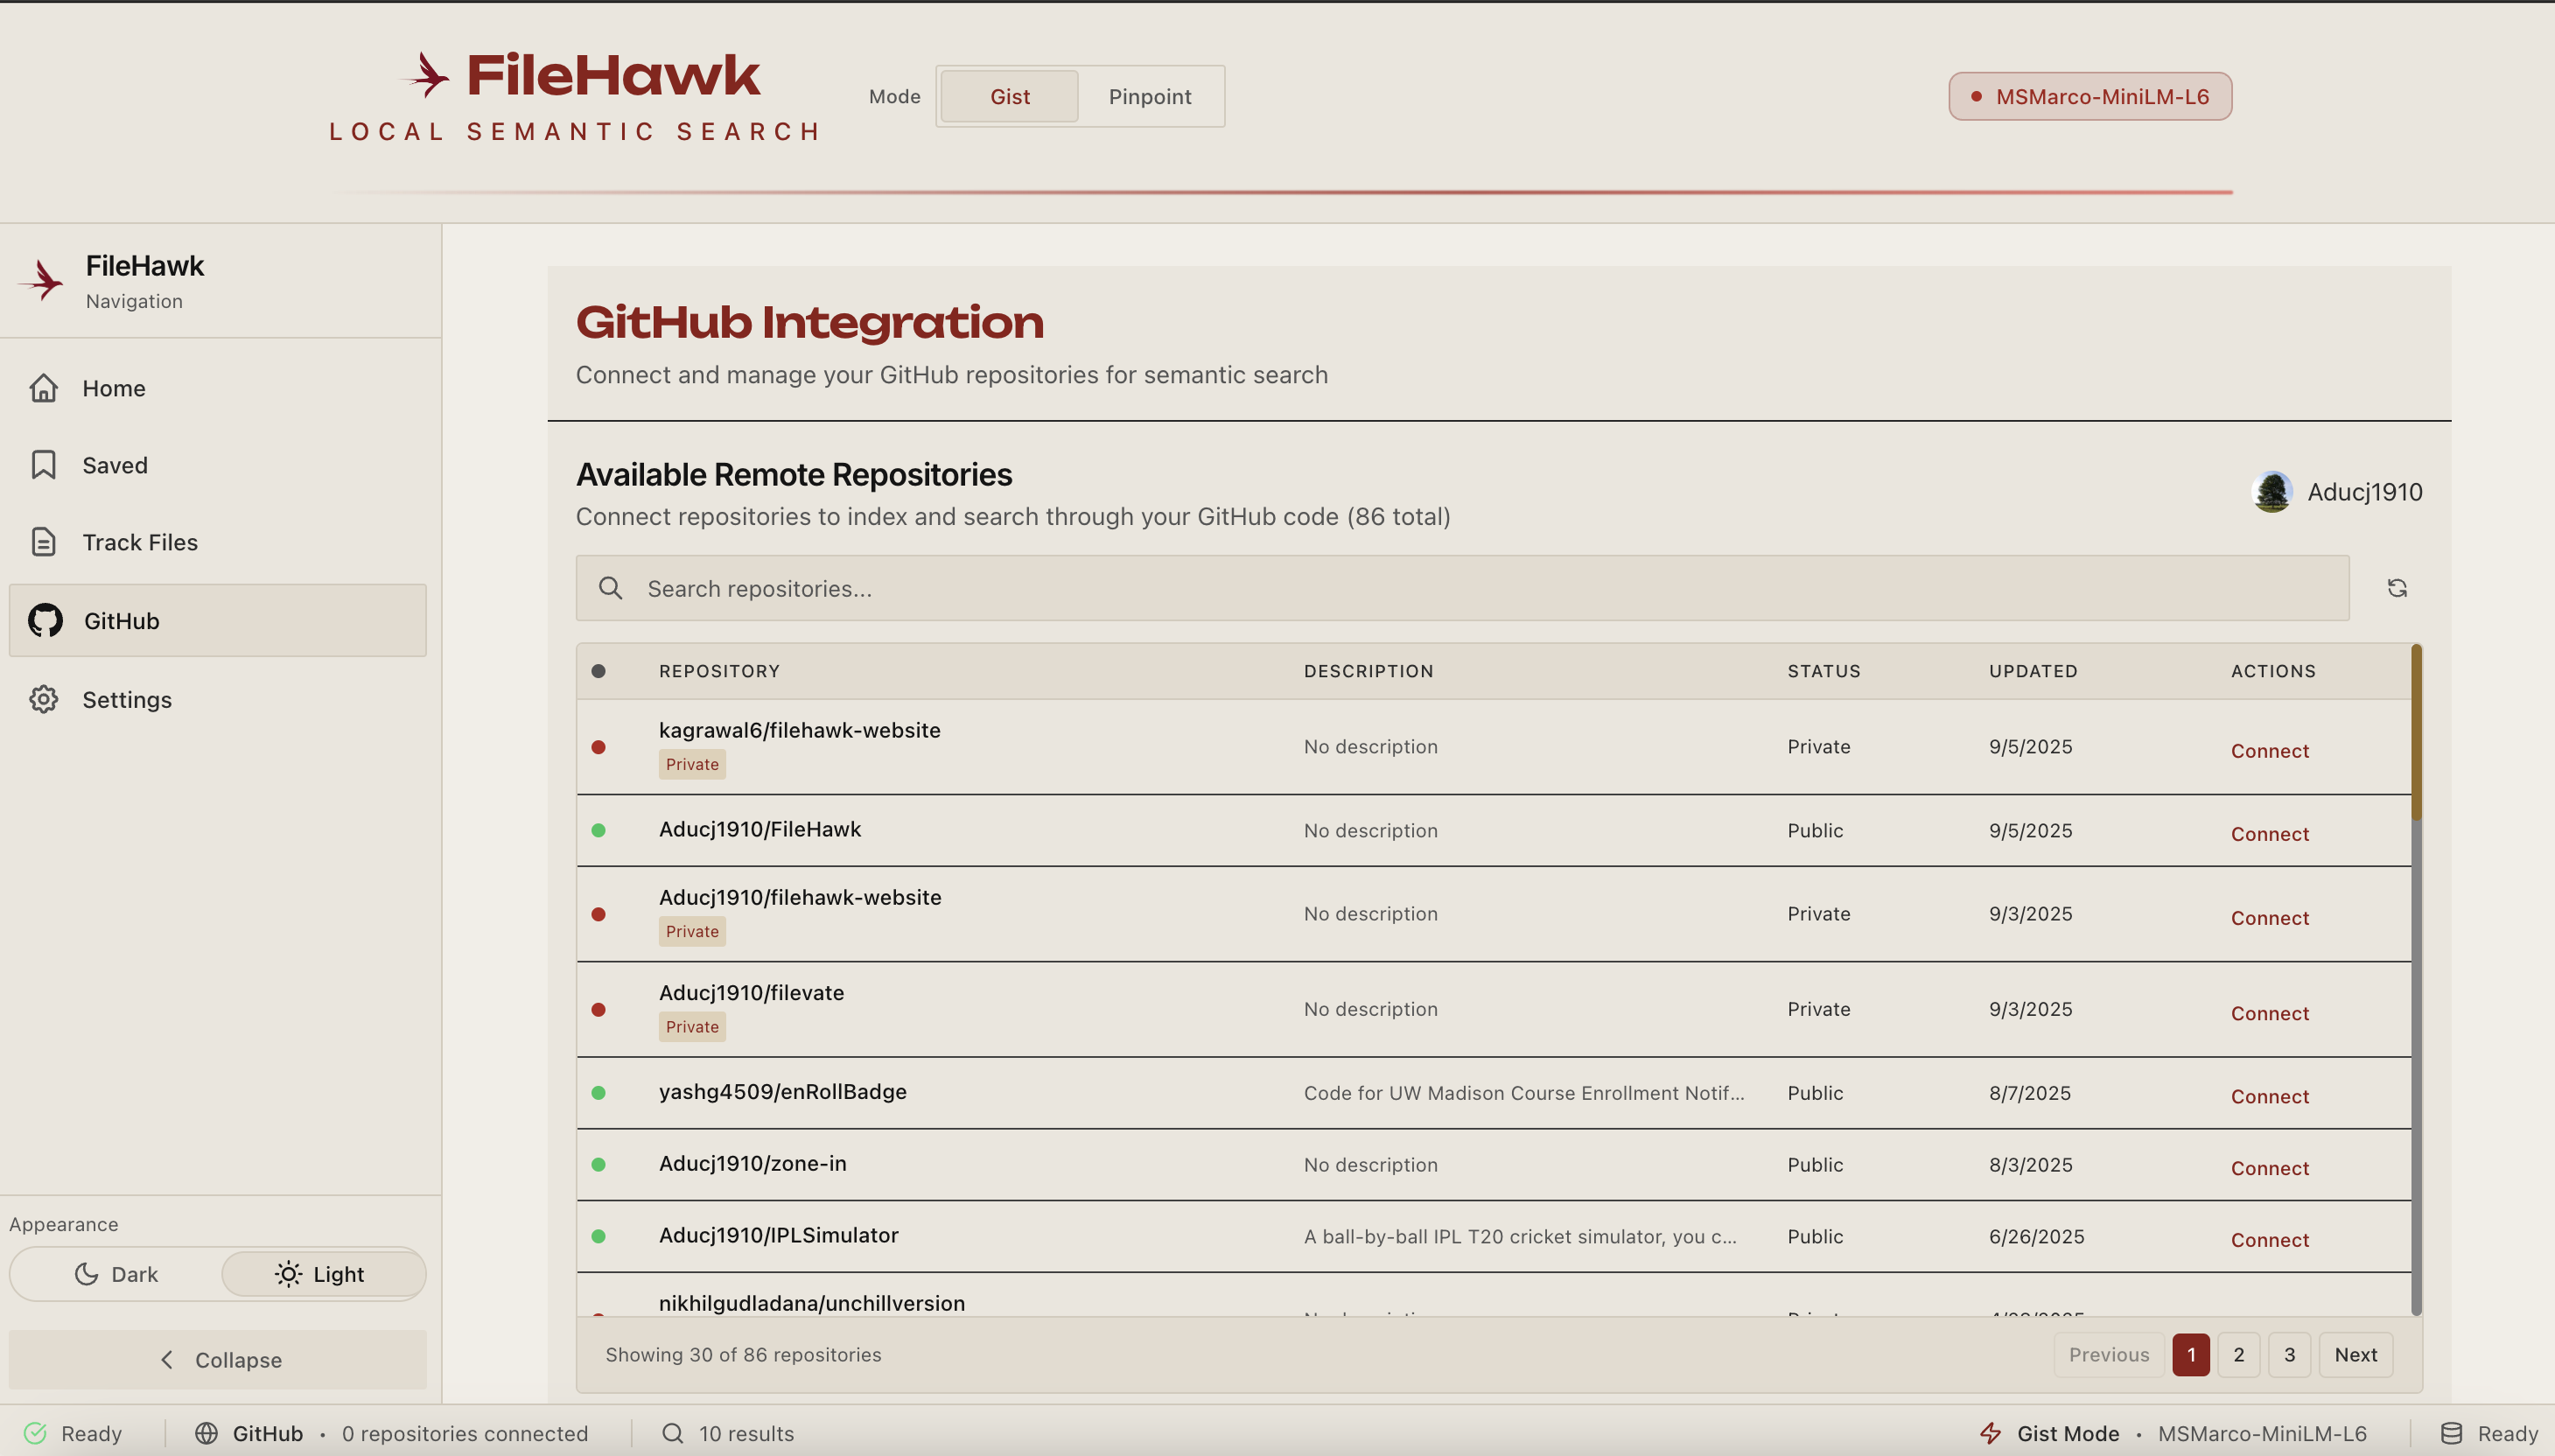 FileHawk
LOCAL SEMANTIC SEARCH
Mode
Gist
Pinpoint
MSMarco-MiniLM-L6
FileHawk
Navigation
Home
Saved
Track Files
GitHub
Settings
Appearance
Dark
Light
Collapse
GitHub Integration
Connect and manage your GitHub repositories for semantic search
Available Remote Repositories
Connect repositories to index and search through your GitHub code (86 total)
Aducj1910
Search repositories...
REPOSITORY DESCRIPTION STATUS UPDATED ACTIONS
kagrawal6/filehawk-website
Private
No description Private 9/5/2025 Connect
Aducj1910/FileHawk No description Public 9/5/2025 Connect
Aducj1910/filehawk-website
Private
No description Private 9/3/2025 Connect
Aducj1910/filevate
Private
No description Private 9/3/2025 Connect
yashg4509/enRollBadge Code for UW Madison Course Enrollment Notif... Public 8/7/2025 Connect
Aducj1910/zone-in No description Public 8/3/2025 Connect
Aducj1910/IPLSimulator A ball-by-ball IPL T20 cricket simulator, you c... Public 6/26/2025 Connect
nikhilgudladana/unchillversion
Showing 30 of 86 repositories
Previous 1 2 3 Next
Ready
GitHub • 0 repositories connected
10 results
Gist Mode • MSMarco-MiniLM-L6
Ready